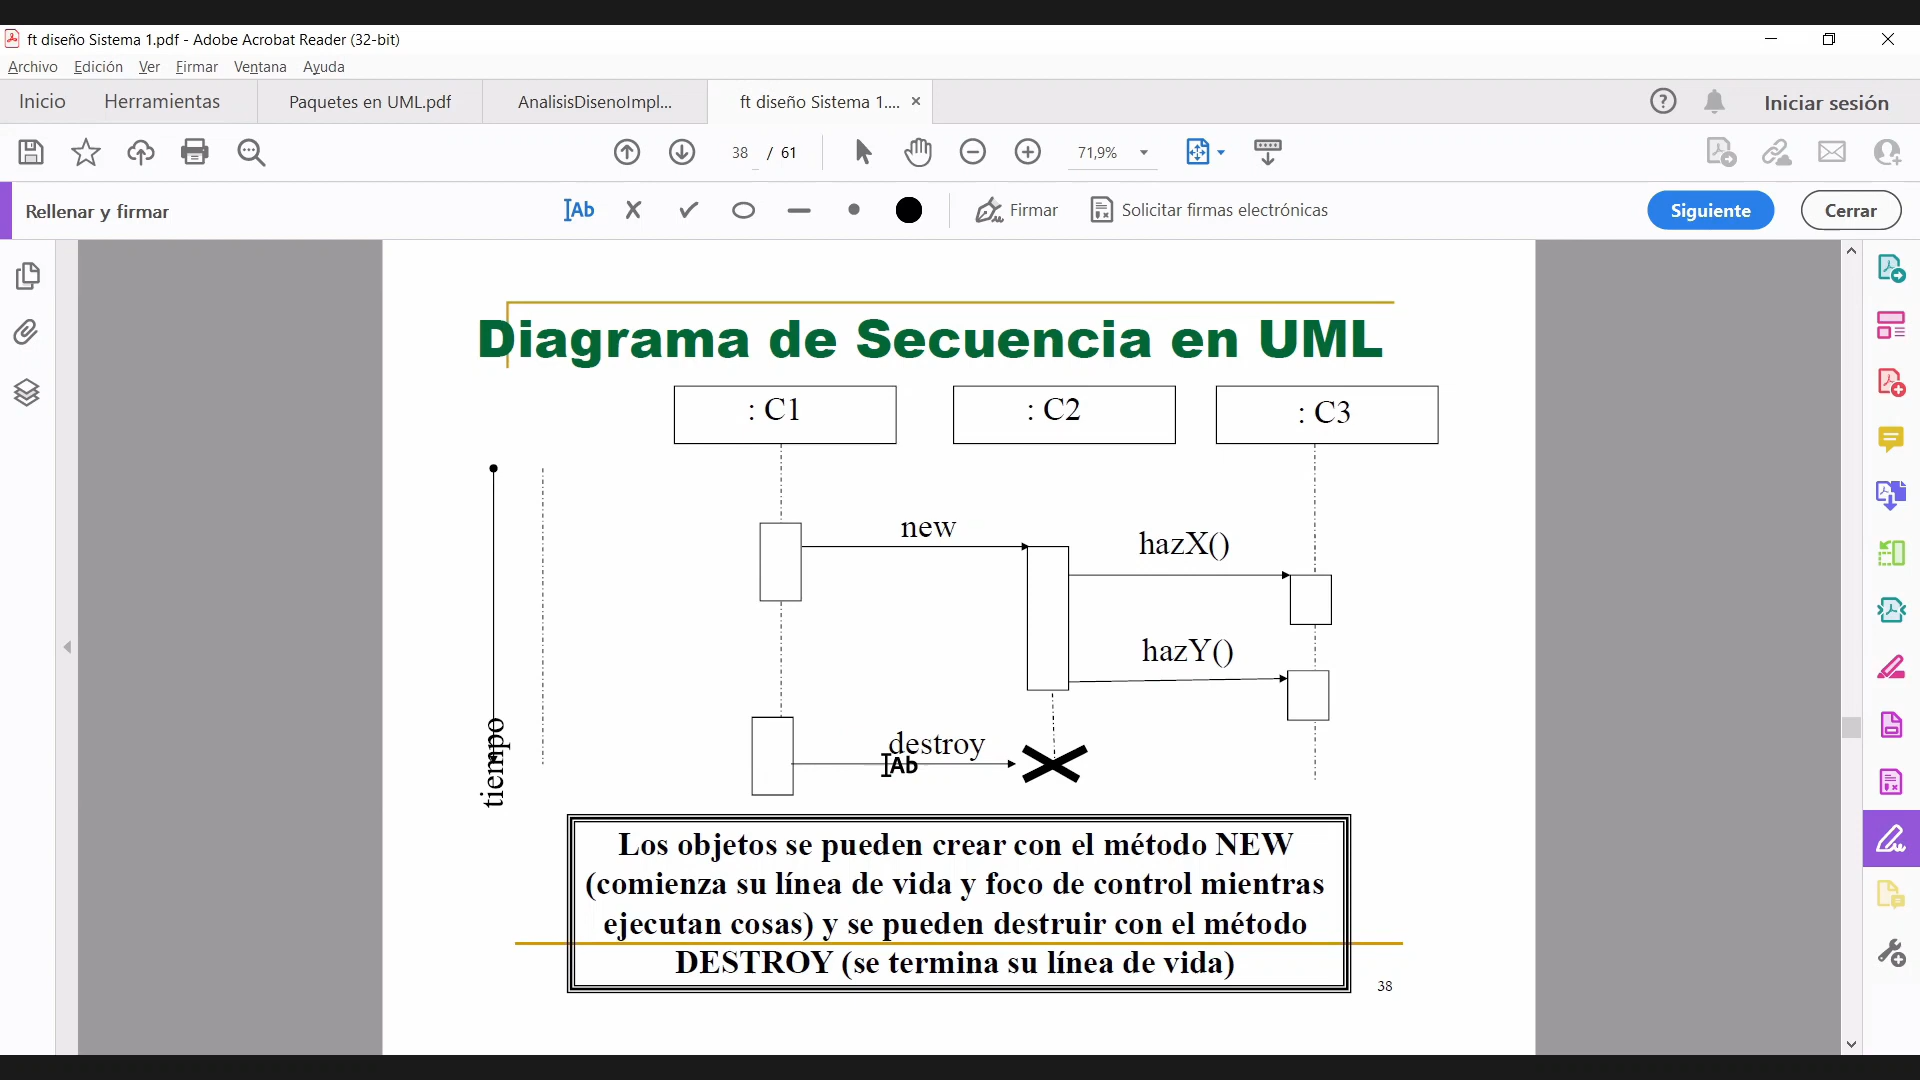 ft diseño Sistema 1.pdf - Adobe Acrobat Reader (32-bit)
Archivo Edición Ver Firmar Ventana Ayuda
Inicio Herramientas Paquetes en UML.pdf AnalisisDisenoImpl... ft diseño Sistema 1.... × Iniciar sesión
38 / 61 71,9%
Rellenar y firmar Ab Firmar Solicitar firmas electrónicas Siguiente Cerrar
Diagrama de Secuencia en UML
: C1 : C2 : C3
new
hazX()
hazY()
destroy
Ab
tiempo
Los objetos se pueden crear con el método NEW
(comienza su línea de vida y foco de control mientras
ejecutan cosas) y se pueden destruir con el método
DESTROY (se termina su línea de vida)
38